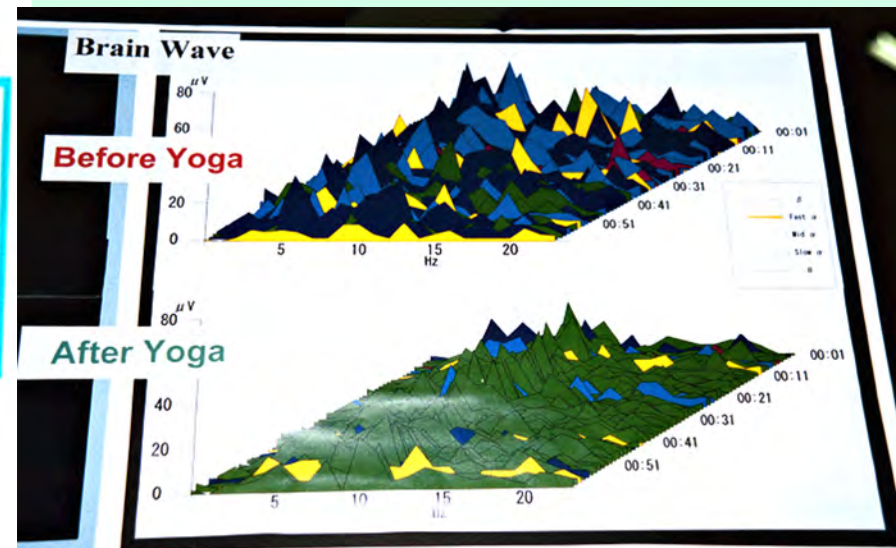 Brain Wave
μV
80
60
Before Yoga
20
0
5
10
15
20
Hz
00:01
00:11
00:21
00:31
00:41
00:51
β
Fast α
Mid α
Slow α
μV
80
After Yoga
40
20
0
5
10
15
20
Hz
00:01
00:11
00:21
00:31
00:41
00:51